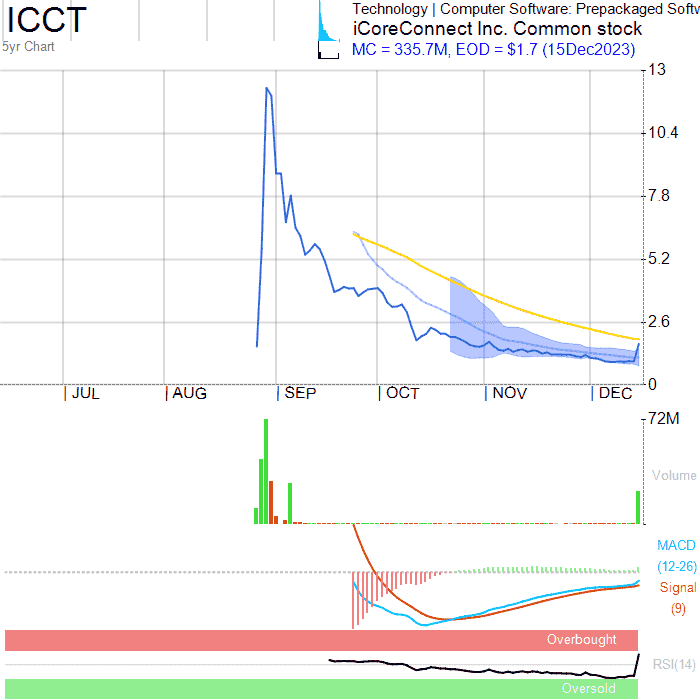 ICCT
5yr Chart
Technology | Computer Software: Prepackaged Softw
iCoreConnect Inc. Common stock
MC = 335.7M, EOD = $1.7 (15Dec2023)
13
10.4
7.8
5.2
2.6
0
| JUL | AUG | SEP | OCT | NOV | DEC
72M
Volume
MACD
(12-26)
Signal
(9)
Overbought
RSI(14)
Oversold